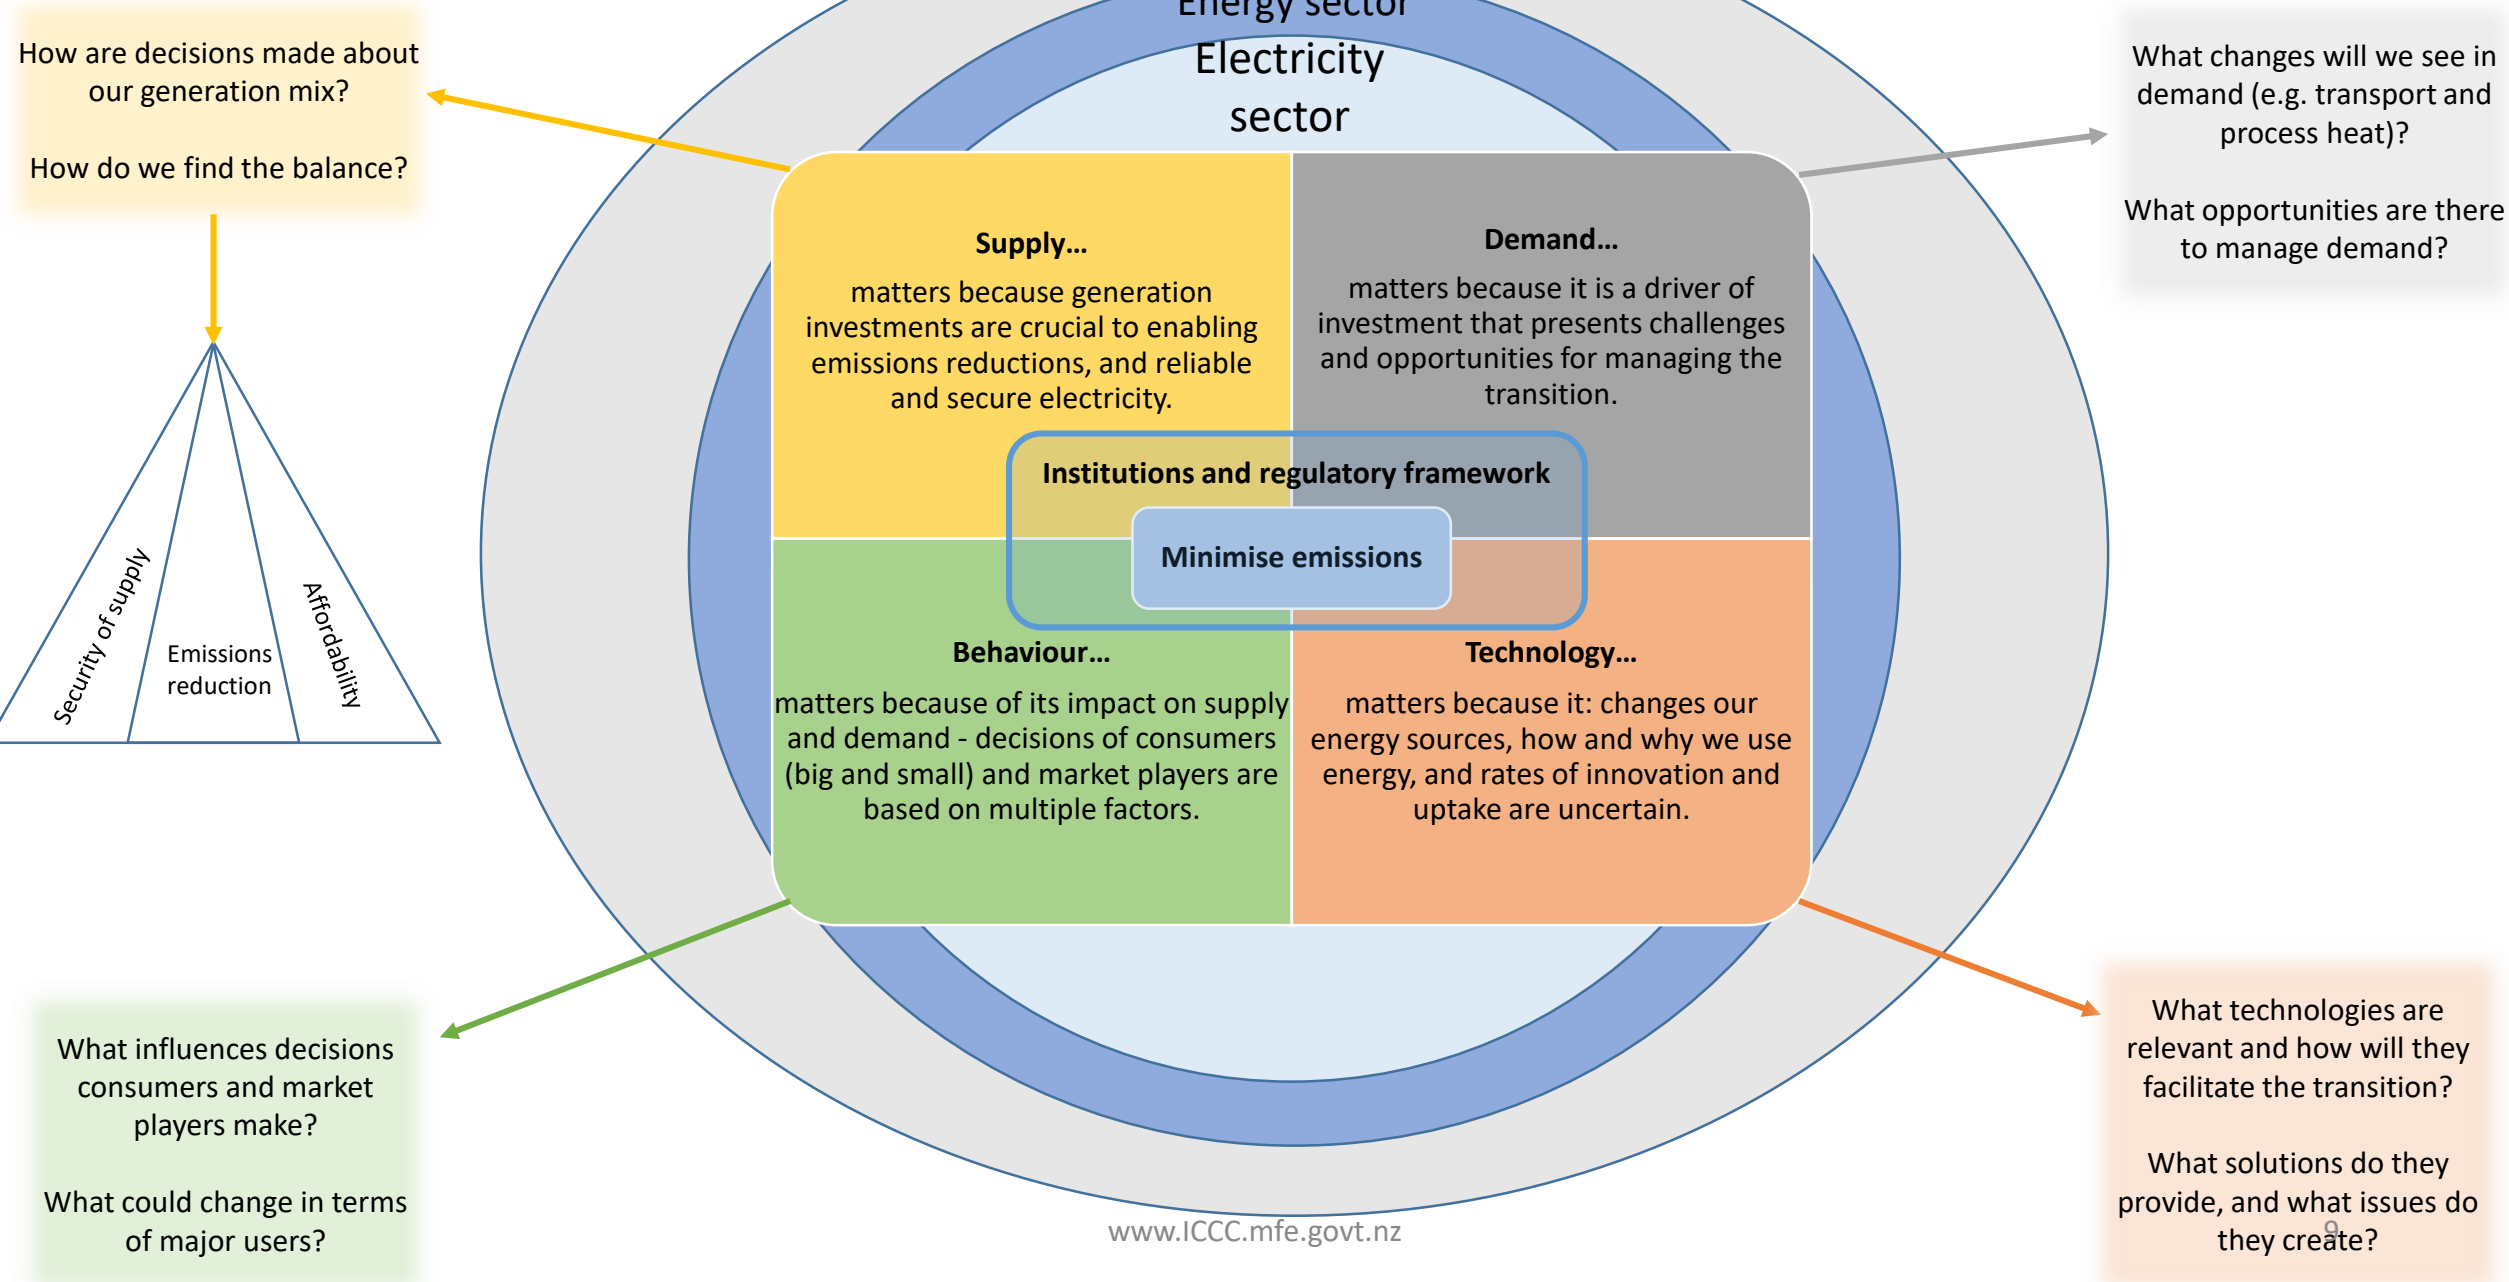 Energy sector
Electricity
sector
How are decisions made about
our generation mix?
How do we find the balance?
What changes will we see in
demand (e.g. transport and
process heat)?
What opportunities are there
to manage demand?
Supply...
matters because generation
investments are crucial to enabling
emissions reductions, and reliable
and secure electricity.
Demand...
matters because it is a driver of
investment that presents challenges
and opportunities for managing the
transition.
Institutions and regulatory framework
Minimise emissions
Security of supply
Emissions
reduction
Affordability
Behaviour...
matters because of its impact on supply
and demand - decisions of consumers
(big and small) and market players are
based on multiple factors.
Technology...
matters because it: changes our
energy sources, how and why we use
energy, and rates of innovation and
uptake are uncertain.
What influences decisions
consumers and market
players make?
What could change in terms
of major users?
What technologies are
relevant and how will they
facilitate the transition?
What solutions do they
provide, and what issues do
they create?
www.ICCC.mfe.govt.nz
9